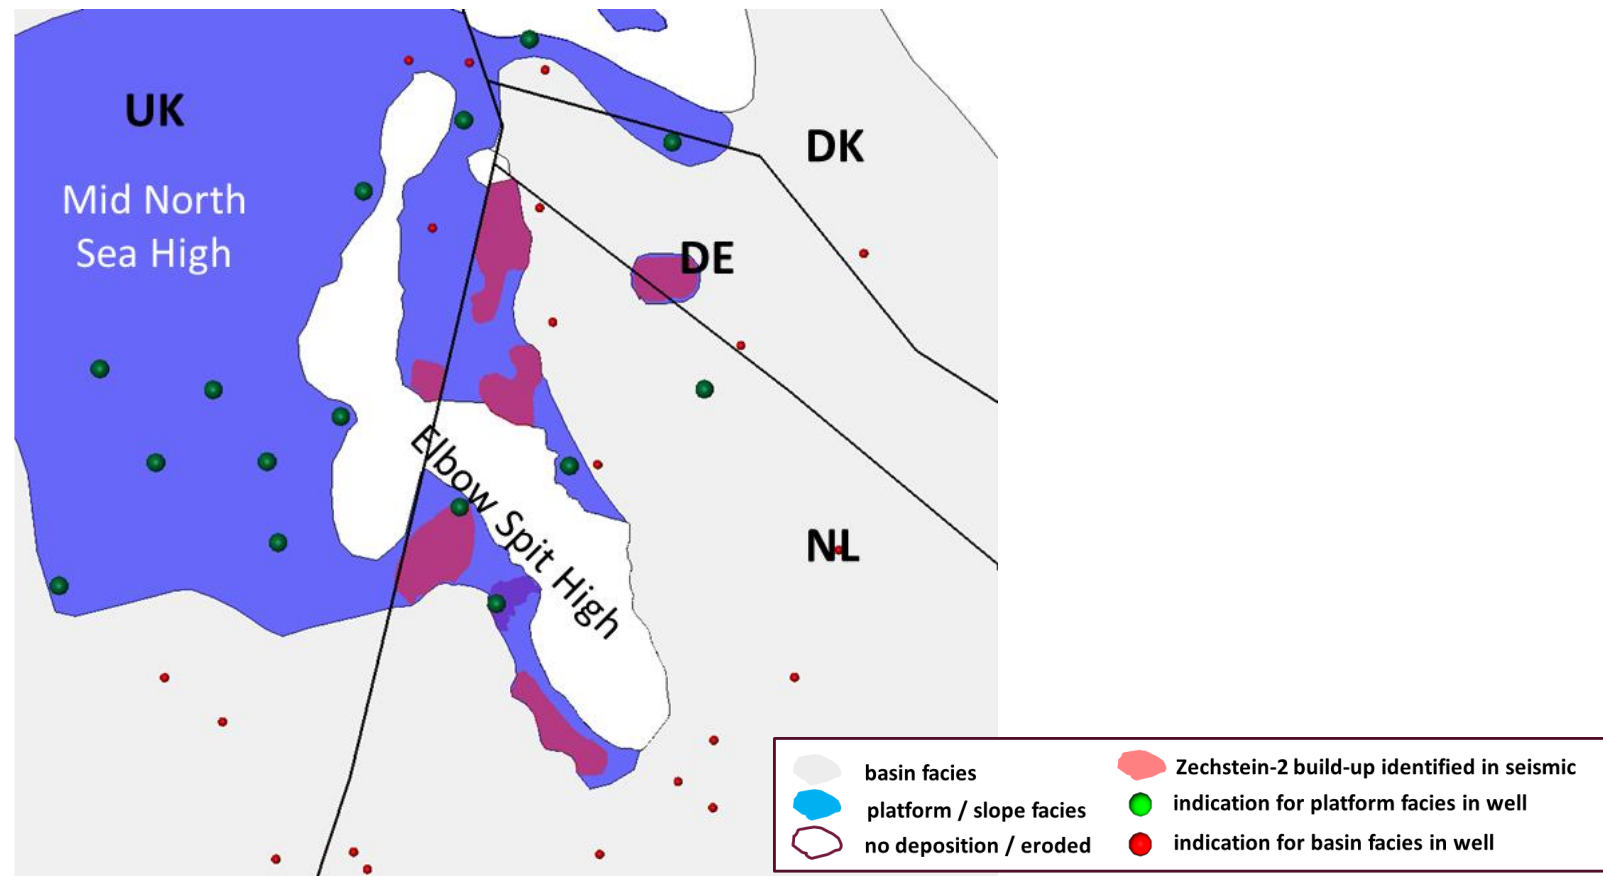 UK
DK
Mid North
Sea High
DE
Elbow Spit High
NL
basin facies
platform / slope facies
no deposition / eroded
Zechstein-2 build-up identified in seismic
indication for platform facies in well
indication for basin facies in well